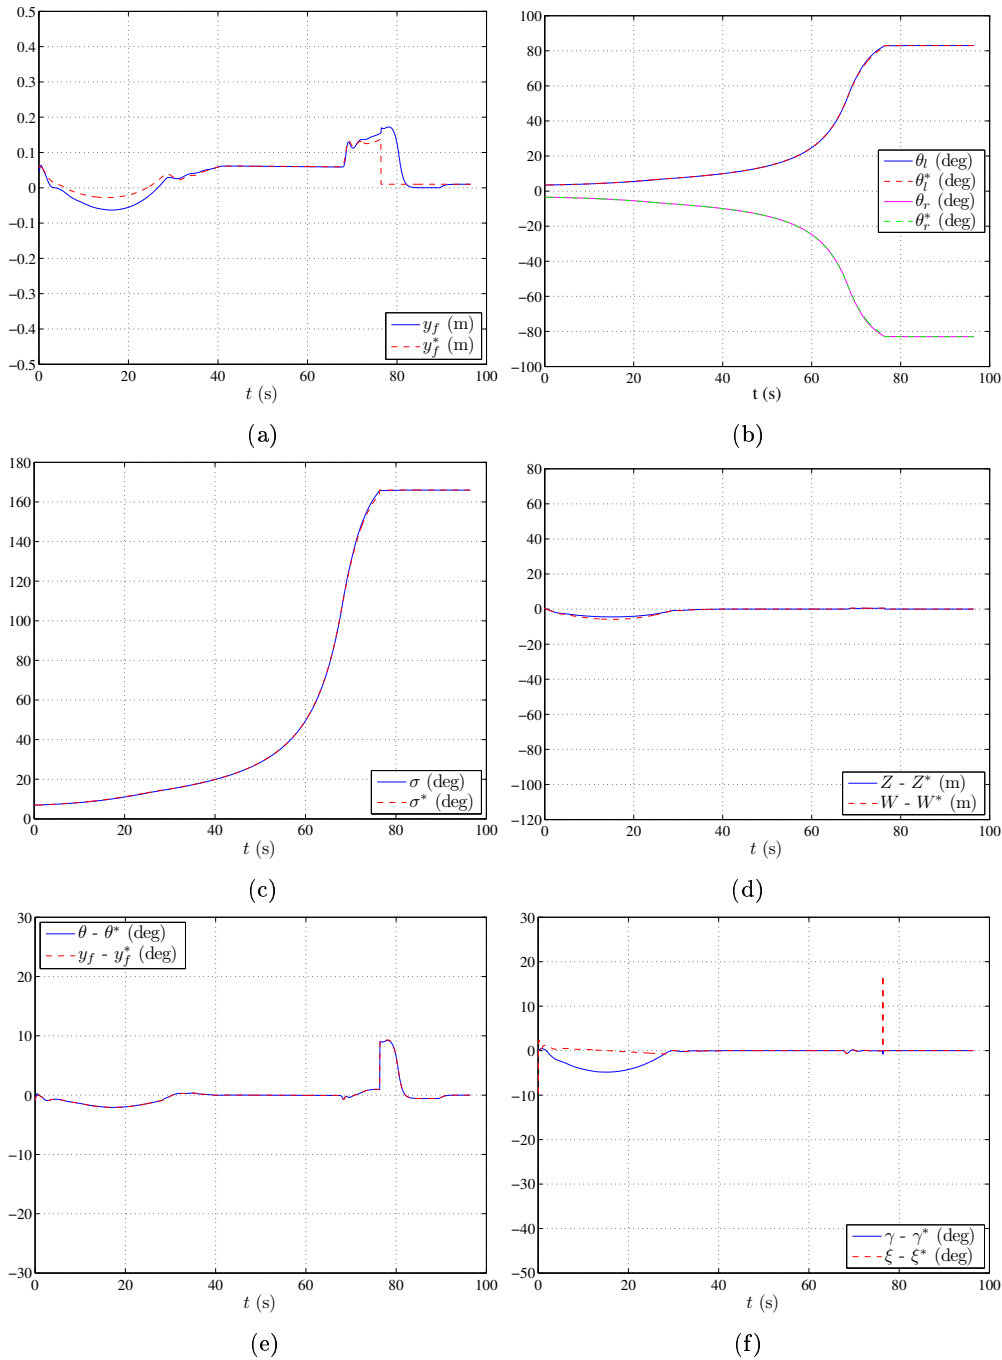 0.5
0.4
0.3
0.2
0.1
0
−0.1
−0.2
−0.3
−0.4
−0.5
0 20 40 60 80 100
y_f (m)
y_f^* (m)
t (s)
(a)
80
60
40
20
0
−20
−40
−60
−80
−100
0 20 40 60 80 100
θ_l (deg)
θ_l^* (deg)
θ_r (deg)
θ_r^* (deg)
t (s)
(b)
180
160
140
120
100
80
60
40
20
0
0 20 40 60 80 100
σ (deg)
σ^* (deg)
t (s)
(c)
80
60
40
20
0
−20
−40
−60
−80
−100
−120
0 20 40 60 80 100
Z - Z^* (m)
W - W^* (m)
t (s)
(d)
30
20
10
0
−10
−20
−30
0 20 40 60 80 100
θ - θ^* (deg)
y_f - y_f^* (deg)
t (s)
(e)
30
20
10
0
−10
−20
−30
−40
−50
0 20 40 60 80 100
γ - γ^* (deg)
ξ - ξ^* (deg)
t (s)
(f)